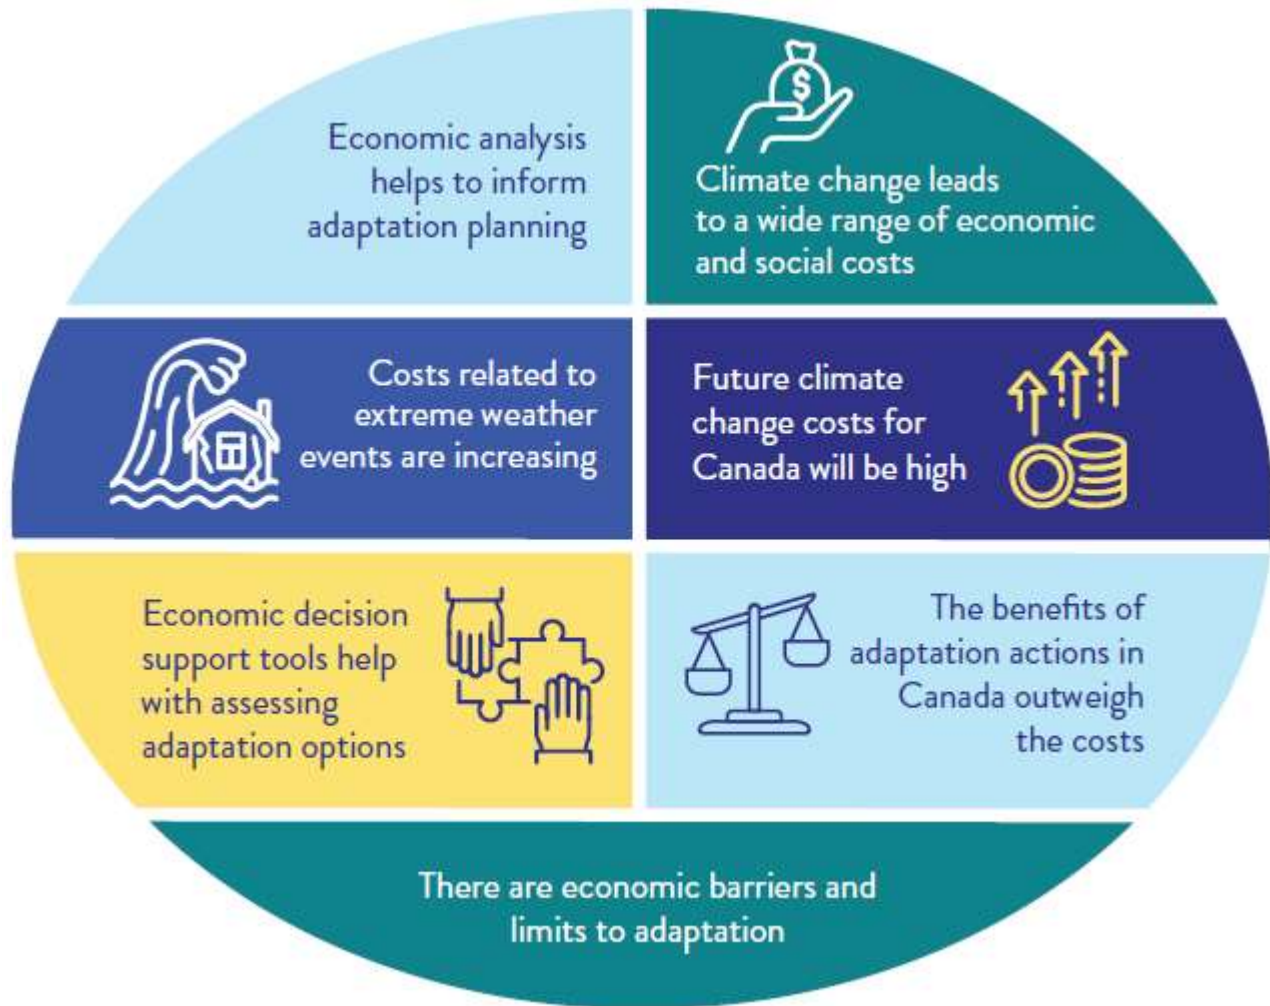 Economic analysis
helps to inform
adaptation planning
$
Climate change leads
to a wide range of economic
and social costs
Costs related to
extreme weather
events are increasing
Future climate
change costs for
Canada will be high
Economic decision
support tools help
with assessing
adaptation options
The benefits of
adaptation actions in
Canada outweigh
the costs
There are economic barriers and
limits to adaptation